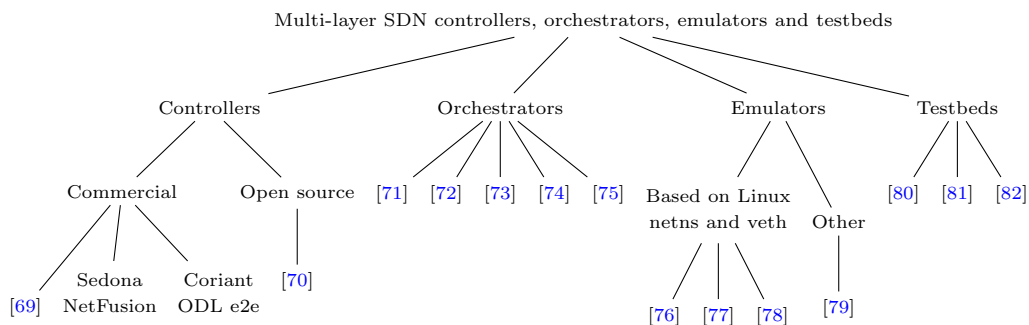 Multi-layer SDN controllers, orchestrators, emulators and testbeds
Controllers
Orchestrators
Emulators
Testbeds
Commercial
Open source
[71] [72] [73] [74] [75]
Based on Linux
netns and veth
Other
[80] [81] [82]
[69]
Sedona
NetFusion
Coriant
ODL e2e
[70]
[76] [77] [78]
[79]